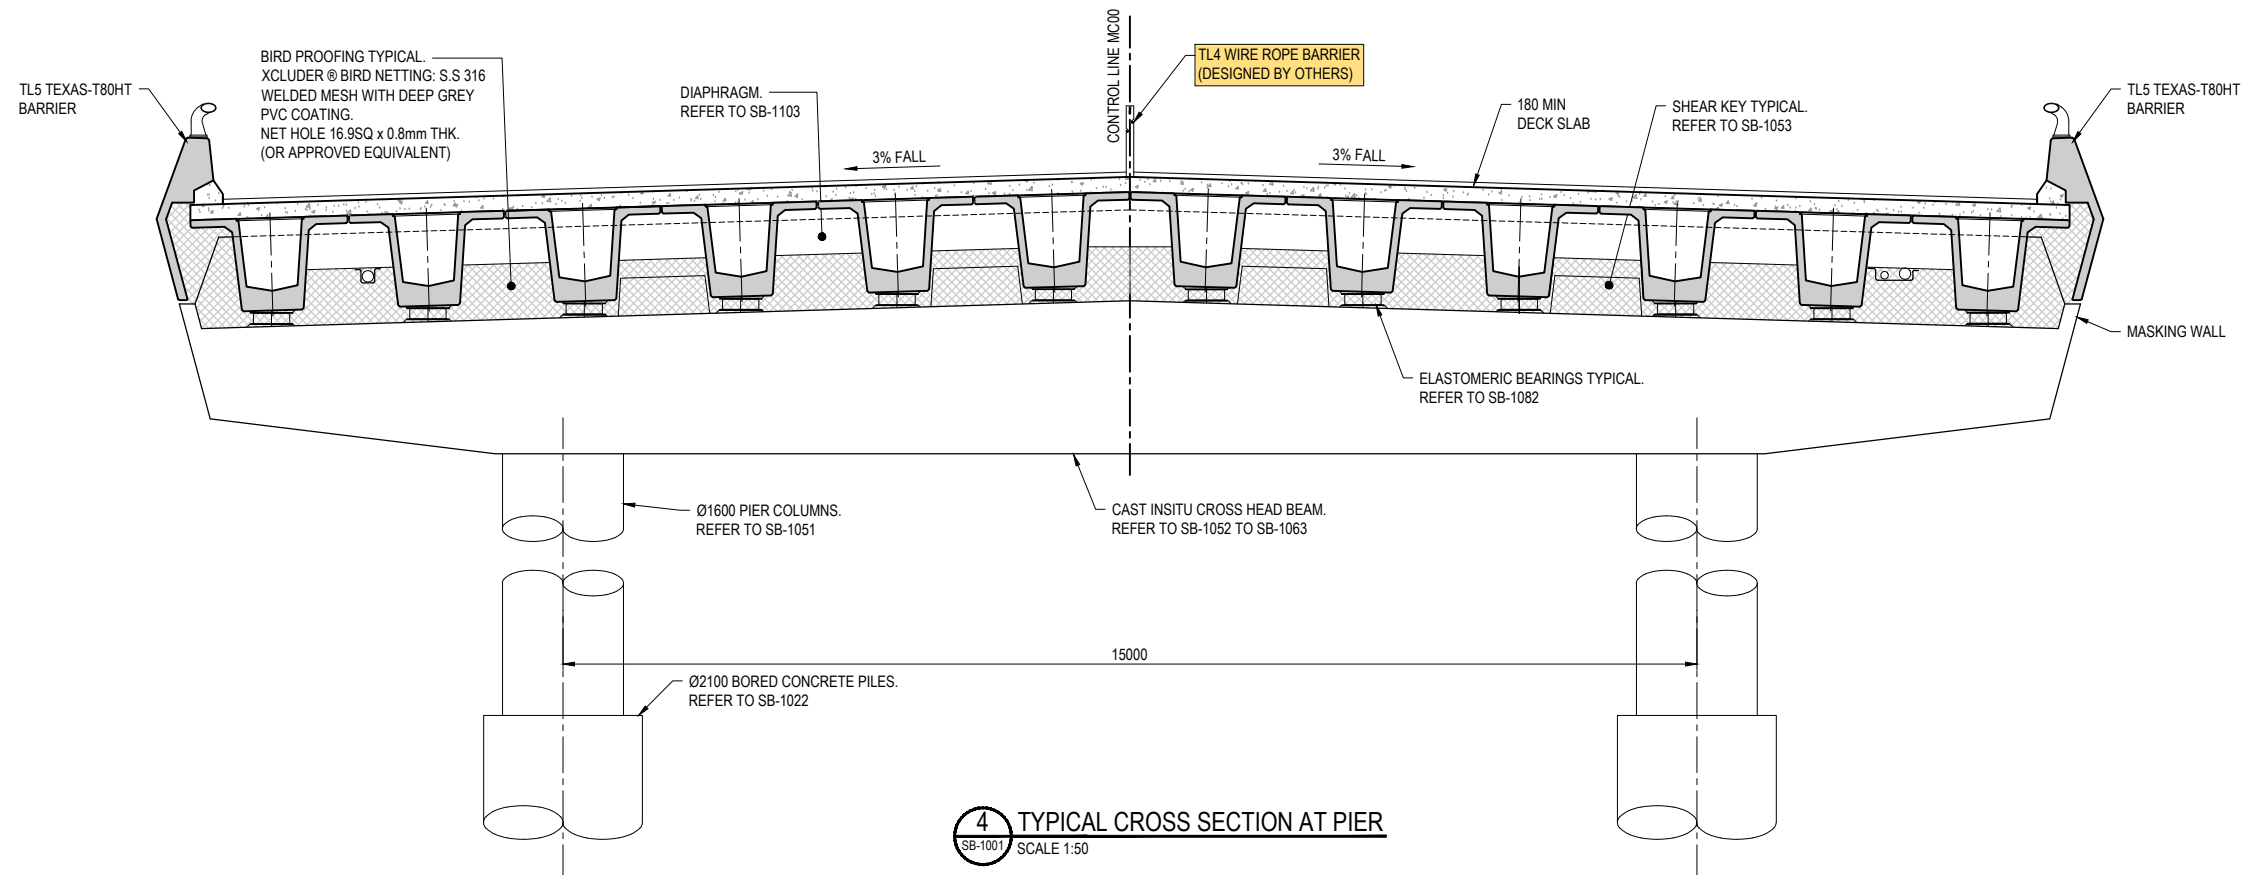 CONTROL LINE MC00
BIRD PROOFING TYPICAL.
XCLUDER ® BIRD NETTING: S.S 316
WELDED MESH WITH DEEP GREY
PVC COATING.
NET HOLE 16.9SQ x 0.8mm THK.
(OR APPROVED EQUIVALENT)
TL4 WIRE ROPE BARRIER
(DESIGNED BY OTHERS)
TL5 TEXAS-T80HT
BARRIER
DIAPHRAGM.
REFER TO SB-1103
180 MIN
DECK SLAB
SHEAR KEY TYPICAL.
REFER TO SB-1053
TL5 TEXAS-T80HT
BARRIER
3% FALL
3% FALL
MASKING WALL
ELASTOMERIC BEARINGS TYPICAL.
REFER TO SB-1082
Ø1600 PIER COLUMNS.
REFER TO SB-1051
CAST INSITU CROSS HEAD BEAM.
REFER TO SB-1052 TO SB-1063
15000
Ø2100 BORED CONCRETE PILES.
REFER TO SB-1022
4
SB-1001
TYPICAL CROSS SECTION AT PIER
SCALE 1:50